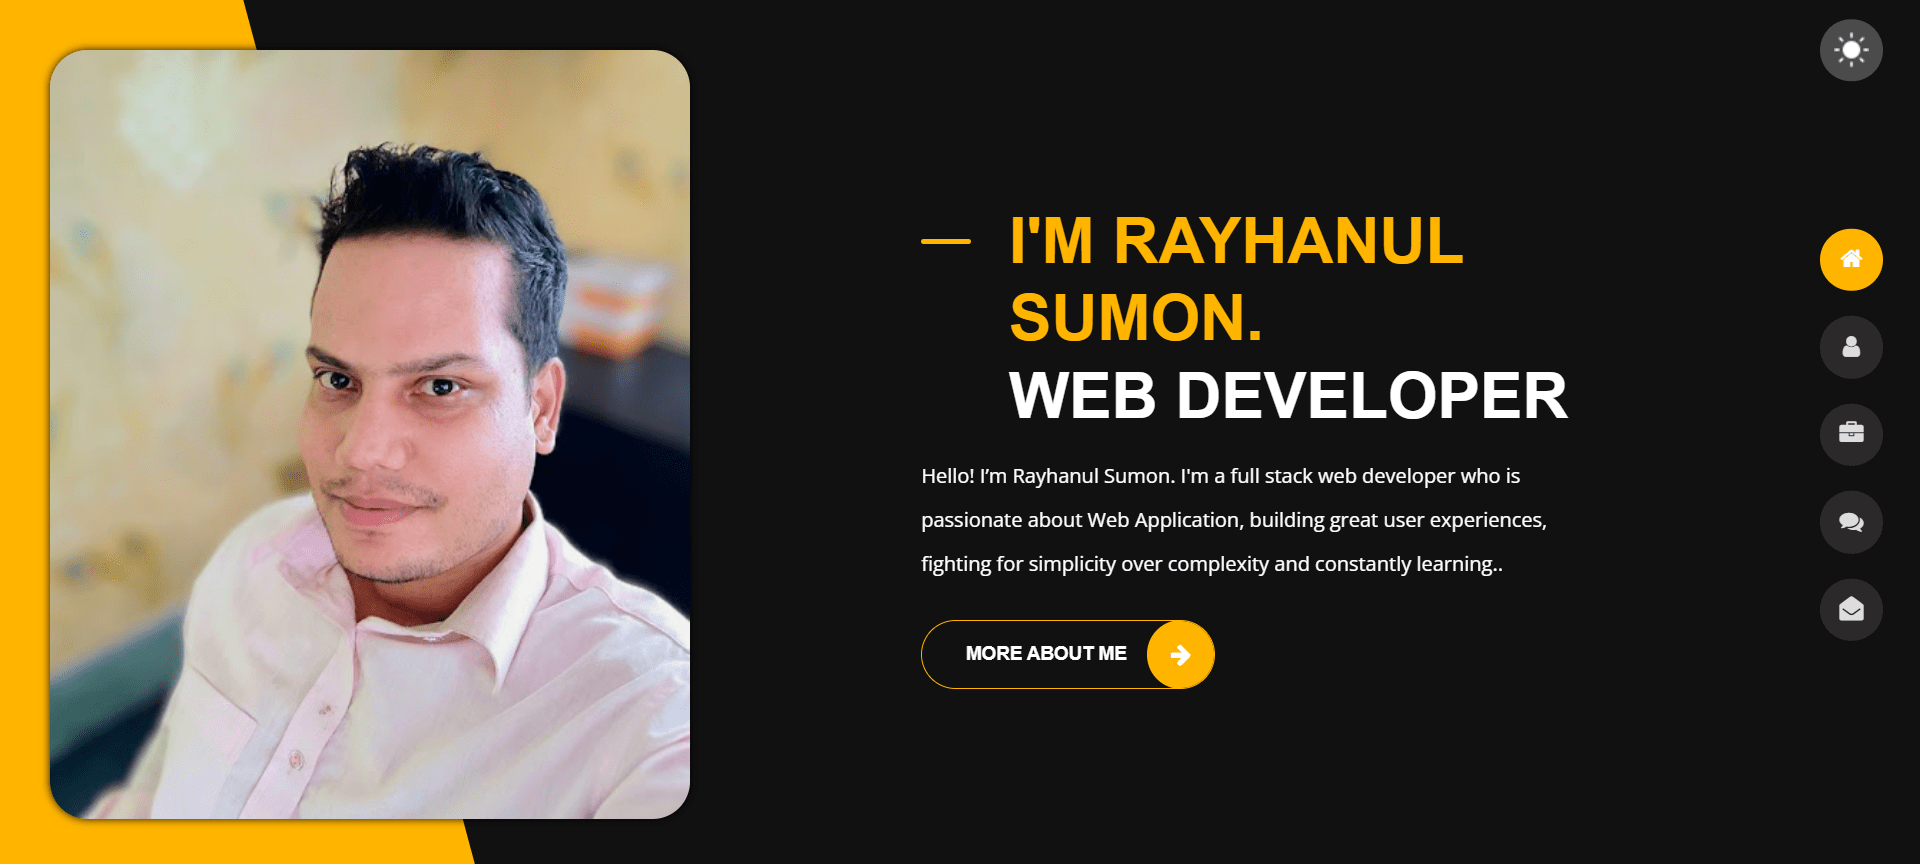 I'M RAYHANUL
SUMON.
WEB DEVELOPER
Hello! I’m Rayhanul Sumon. I'm a full stack web developer who is
passionate about Web Application, building great user experiences,
fighting for simplicity over complexity and constantly learning..
MORE ABOUT ME